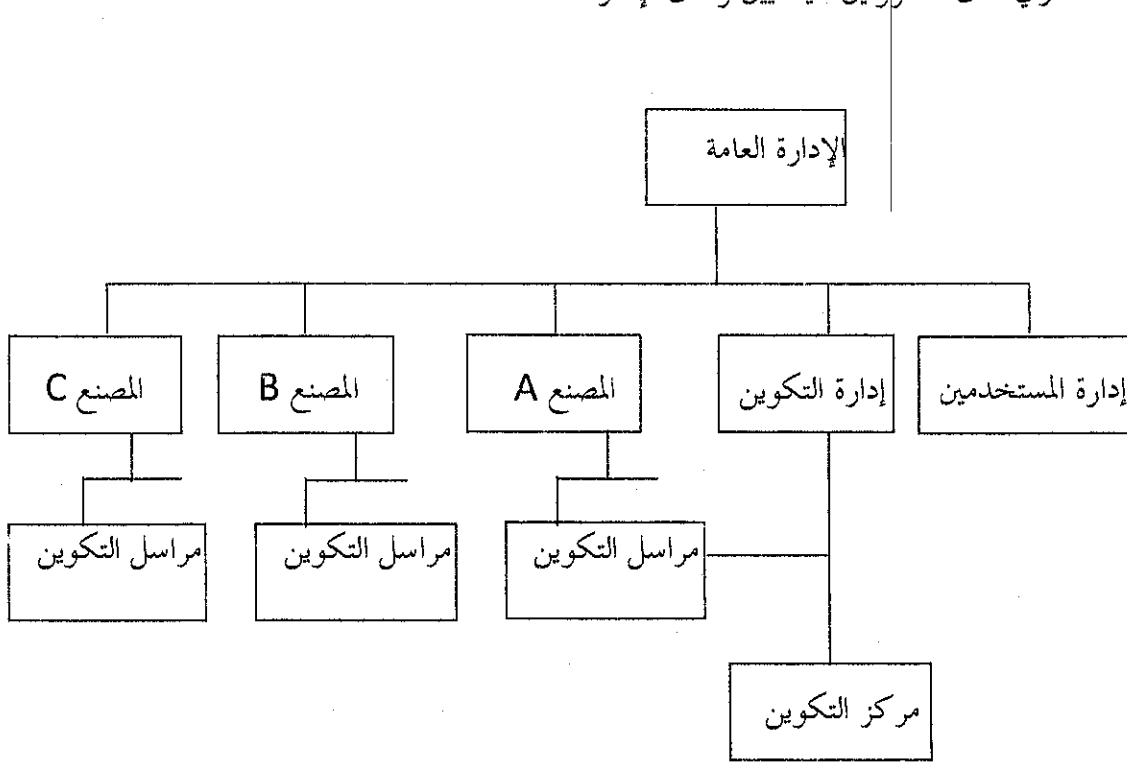 الإدارة العامة
إدارة المستخدمين
إدارة التكوين
المصنع A
المصنع B
المصنع C
مراسل التكوين
مراسل التكوين
مراسل التكوين
مركز التكوين